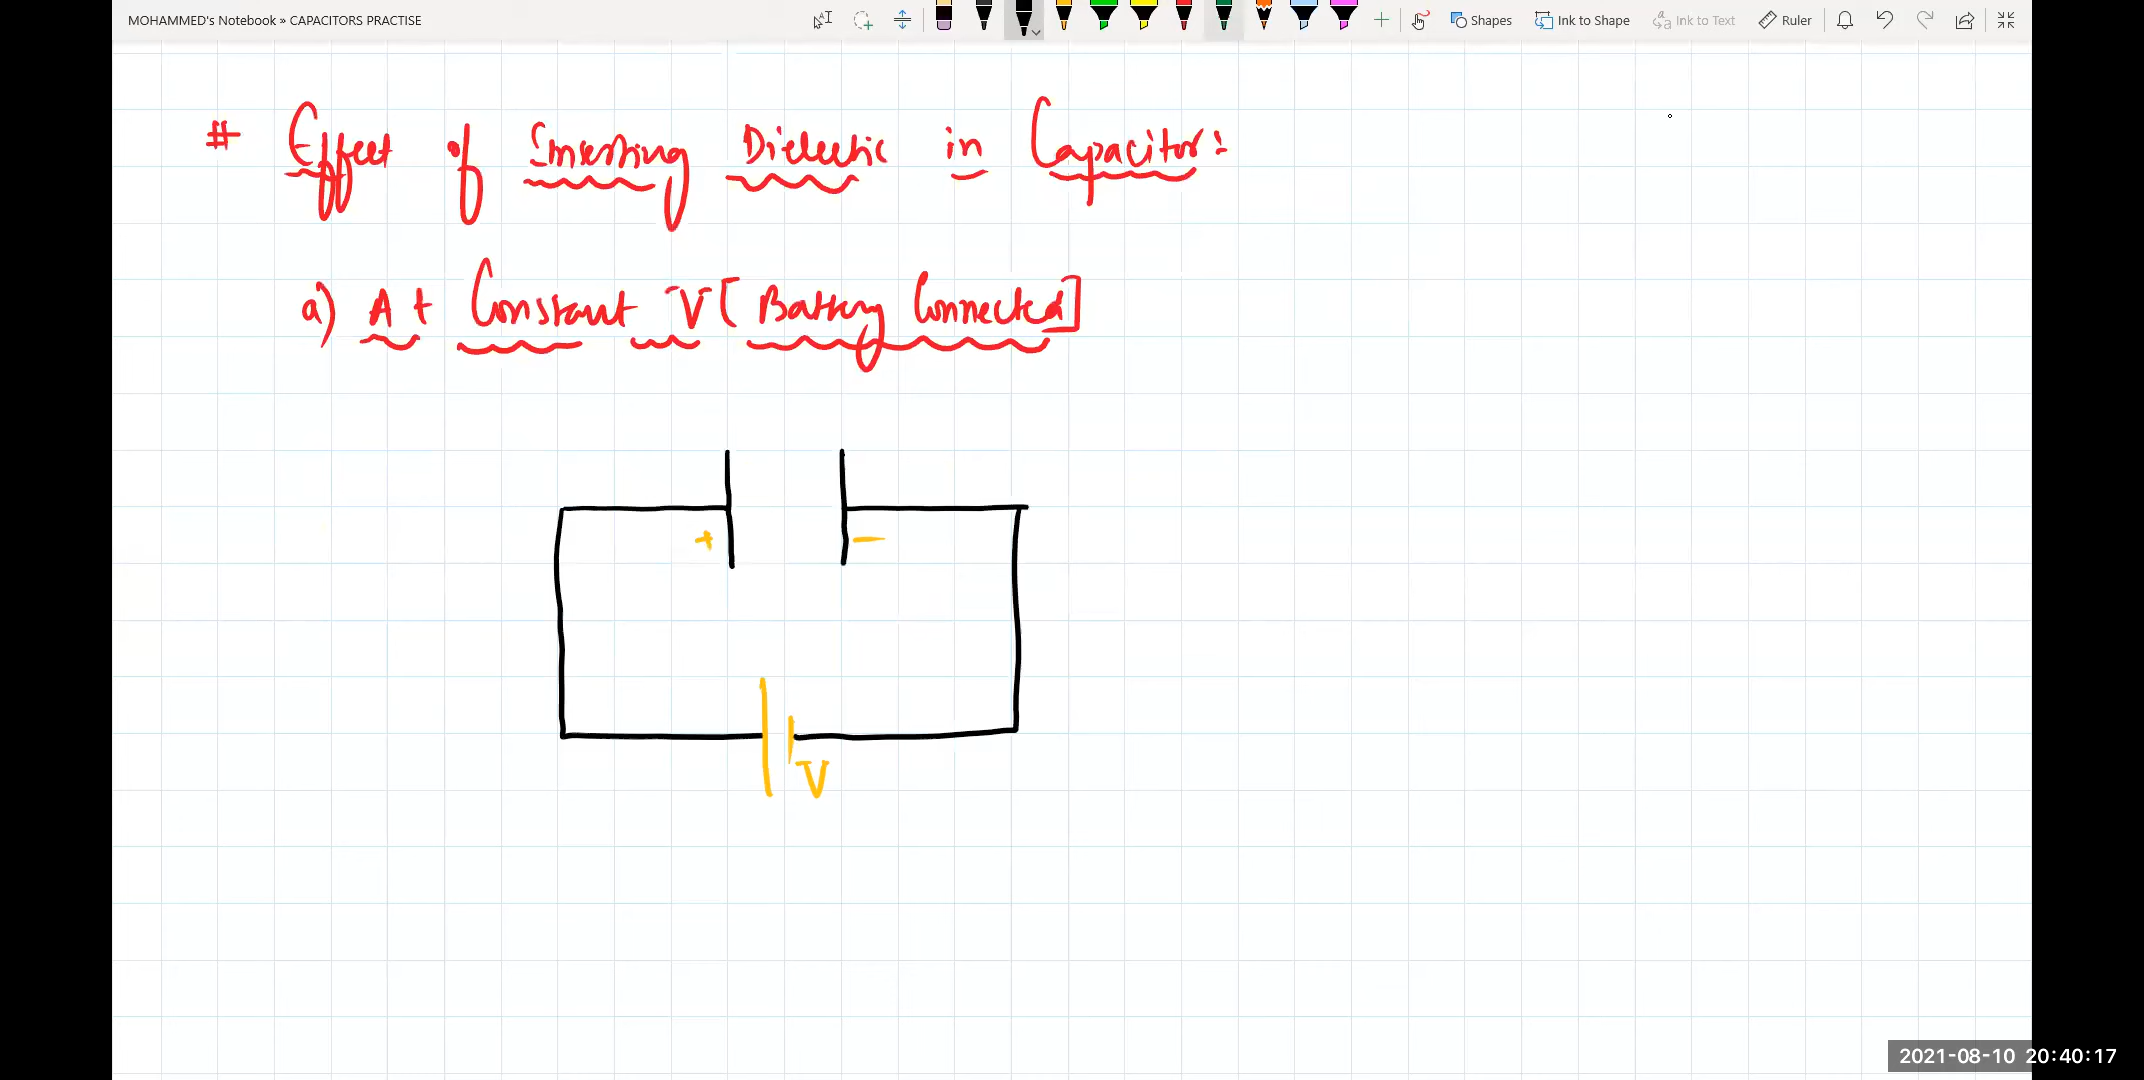 MOHAMMED's Notebook » CAPACITORS PRACTISE
Shapes Ink to Shape Ink to Text Ruler
# Effect of Inserting Dielectric in Capacitor:
a) At Constant V [Battery Connected]
+ −
V
2021-08-10 20:40:17